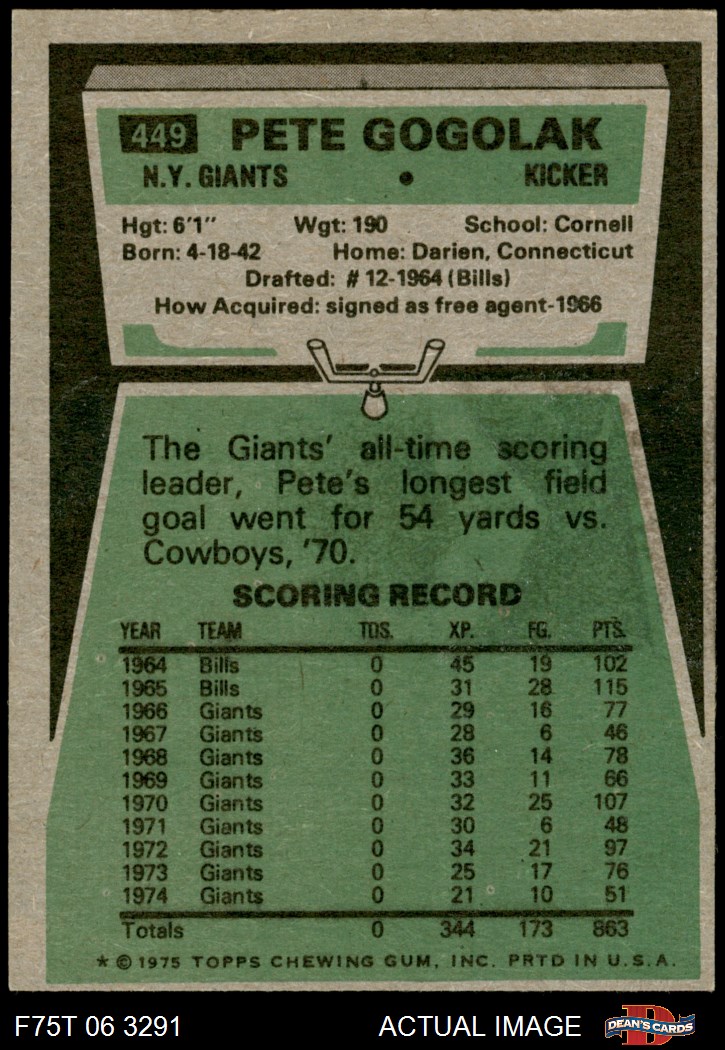 449 PETE GOGOLAK
N.Y. GIANTS • KICKER
Hgt: 6'1" Wgt: 190 School: Cornell
Born: 4-18-42 Home: Darien, Connecticut
Drafted: #12-1964 (Bills)
How Acquired: signed as free agent-1966
The Giants' all-time scoring
leader, Pete's longest field
goal went for 54 yards vs.
Cowboys, '70.
SCORING RECORD
YEAR TEAM TDS. XP. FG. PTS.
1964 Bills 0 45 19 102
1965 Bills 0 31 28 115
1966 Giants 0 29 16 77
1967 Giants 0 28 6 46
1968 Giants 0 36 14 78
1969 Giants 0 33 11 66
1970 Giants 0 32 25 107
1971 Giants 0 30 6 48
1972 Giants 0 34 21 97
1973 Giants 0 25 17 76
1974 Giants 0 21 10 51
Totals 0 344 173 863
* © 1975 TOPPS CHEWING GUM, INC. PRTD IN U.S.A.
F75T 06 3291 ACTUAL IMAGE D DEAN'S CARDS